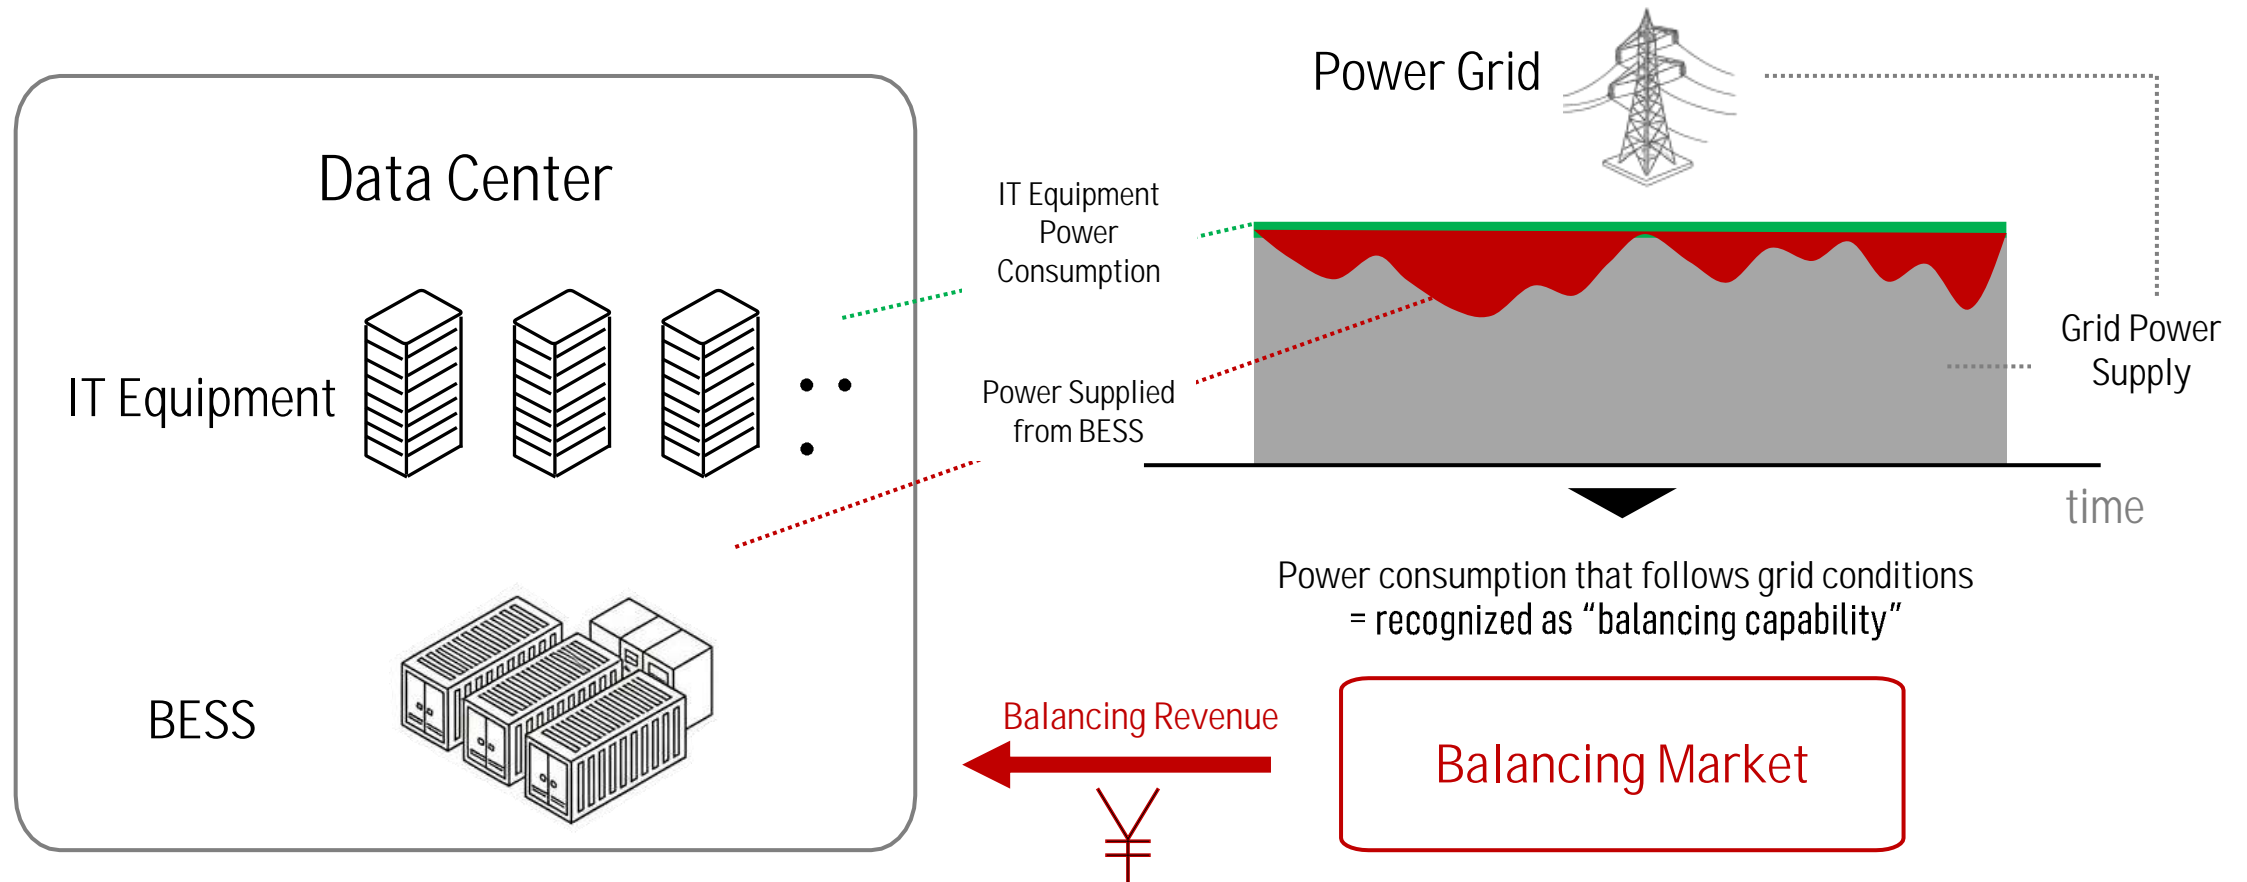 Power Grid
Data Center
IT Equipment
Power
Consumption
Grid Power
Supply
IT Equipment
Power Supplied
from BESS
time
Power consumption that follows grid conditions
= recognized as “balancing capability”
BESS
Balancing Revenue
Balancing Market
¥